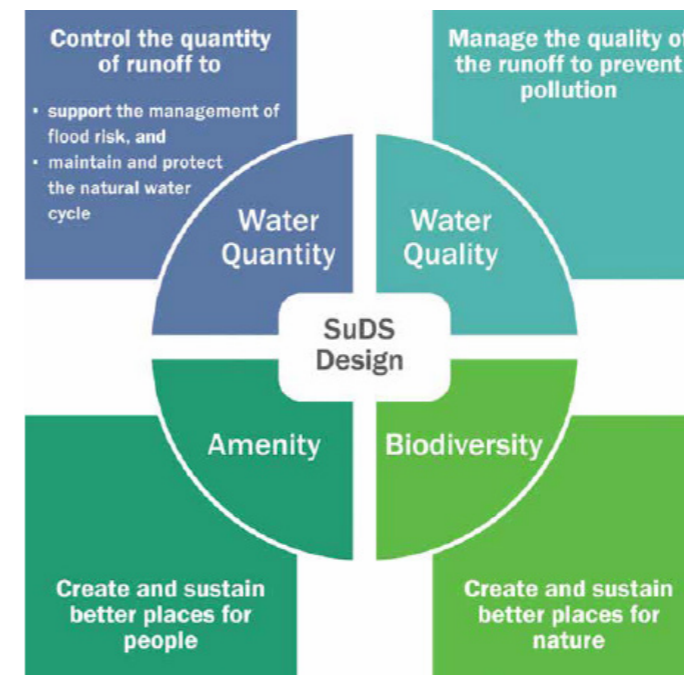 Control the quantity
of runoff to
▪ support the management of
flood risk, and
▪ maintain and protect
the natural water
cycle
Manage the quality of
the runoff to prevent
pollution
Water
Quantity
Water
Quality
SuDS
Design
Amenity
Biodiversity
Create and sustain
better places for
people
Create and sustain
better places for
nature